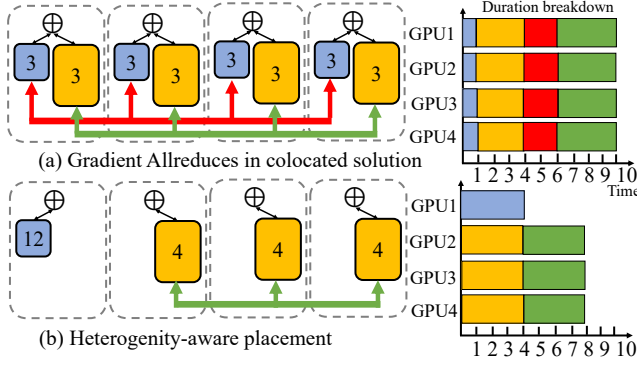 Duration breakdown
GPU1
GPU2
GPU3
GPU4
3 3 3 3 3 3 3 3
1 2 3 4 5 6 7 8 9 10
Time
(a) Gradient Allreduces in colocated solution
GPU1
GPU2
GPU3
GPU4
12 4 4 4
1 2 3 4 5 6 7 8 9 10
(b) Heterogenity-aware placement